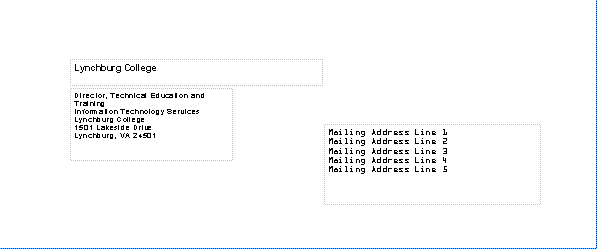 Lynchburg College
Director, Technical Education and
Training
Information Technology Services
Lynchburg College
1501 Lakeside Drive
Lynchburg, VA 24501
Mailing Address Line 1
Mailing Address Line 2
Mailing Address Line 3
Mailing Address Line 4
Mailing Address Line 5